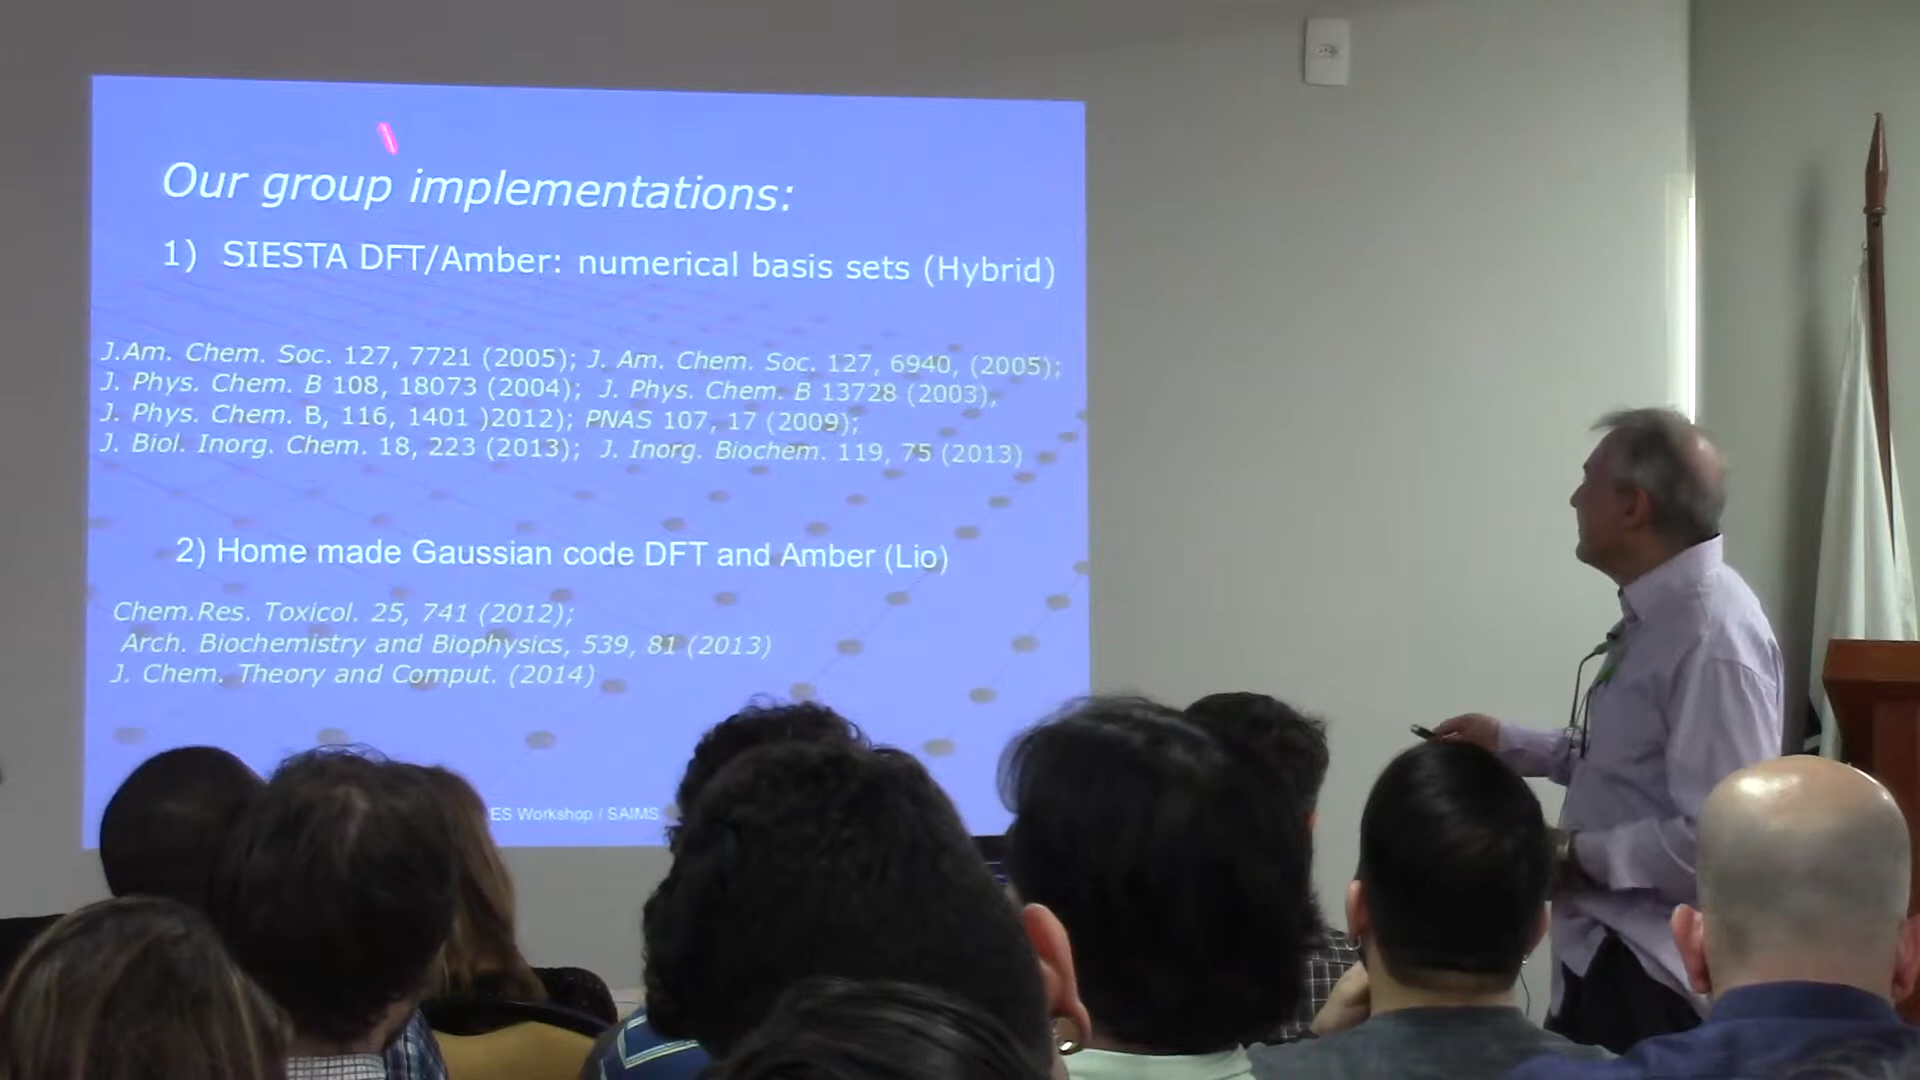 Our group implementations:
1) SIESTA DFT/Amber: numerical basis sets (Hybrid)
J.Am. Chem. Soc. 127, 7721 (2005); J. Am. Chem. Soc. 127, 6940, (2005);
J. Phys. Chem. B 108, 18073 (2004); J. Phys. Chem. B 13728 (2003),
J. Phys. Chem. B, 116, 1401 )2012); PNAS 107, 17 (2009);
J. Biol. Inorg. Chem. 18, 223 (2013); J. Inorg. Biochem. 119, 75 (2013)
2) Home made Gaussian code DFT and Amber (Lio)
Chem.Res. Toxicol. 25, 741 (2012);
Arch. Biochemistry and Biophysics, 539, 81 (2013)
J. Chem. Theory and Comput. (2014)
Workshop / SAIMS